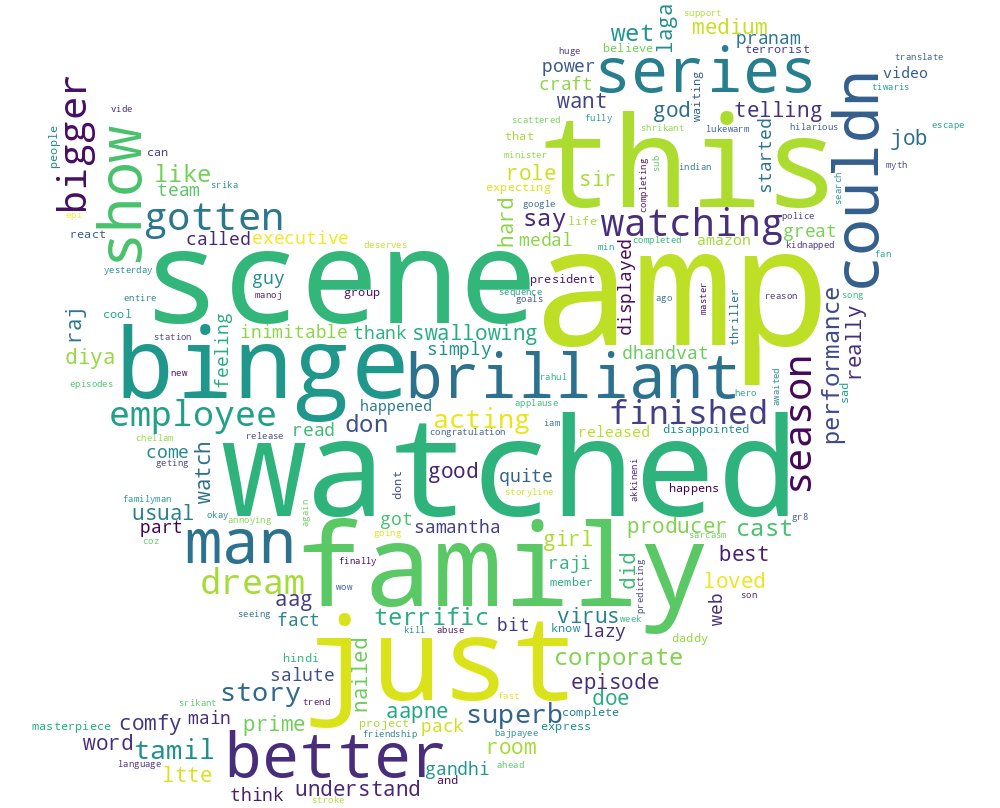 support
huge
wet
laga
medium
believe
pranam
terrorist
power
series
craft
waiting
video
translate
tiwaris
want
god
telling
couldn
bigger
vide
show
people
can
like
team
srika
scattered
fully
that
shrikant
lukewarm
hilarious
minister
this
started
job
escape
myth
role
sir
sub
completing
indian
expecting
google
search
epi
gotten
hard
say
life
watching
police
great
react
called
executive
medal
min
completed
amazon
kidnapped
fan
yesterday
deserves
scene
amp
guy
manoj
group
president
sequence
goals
displayed
ago
master
reason
song
entire
cool
raj
inimitable
thank
swallowing
thriller
performance
really
station
new
feeling
simply
dhandvat
diya
binge
brilliant
episodes
rahul
hero
awaited
sad
employee
happened
applause
finished
season
acting
don
read
congratulation
iam
released
disappointed
chellam
come
geting
release
watch
watched
good
quite
dont
akkineni
happens
storyline
familyman
usual
okay
annoying
again
got
samantha
producer
cast
gr8
part
coz
going
girl
sarcasm
man
family
best
finally
raji
member
did
predicting
dream
wow
loved
son
aag
seeing
fact
terrific
bit
virus
week
web
kill
abuse
know
lazy
daddy
hindi
just
corporate
salute
nailed
episode
srikant
story
trend
fast
doe
masterpiece
comfy
main
prime
aapne
superb
complete
project
pack
express
word
tamil
friendship
bajpayee
room
language
better
ltte
gandhi
ahead
think
understand
and
stroke